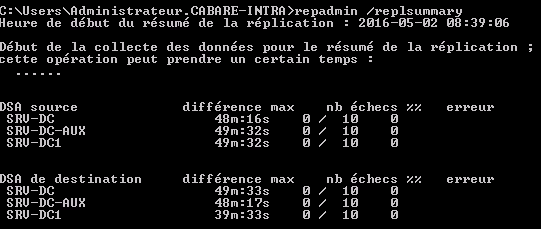 C:\Users\Administrateur.CABARE-INTRA>repadmin /replsummary
Heure de début du résumé de la réplication : 2016-05-02 08:39:06
Début de la collecte des données pour le résumé de la réplication ;
cette opération peut prendre un certain temps :
......
DSA source différence max nb échecs %% erreur
SRV-DC 48m:16s 0 / 10 0
SRV-DC-AUX 49m:32s 0 / 10 0
SRV-DC1 49m:32s 0 / 10 0
DSA de destination différence max nb échecs %% erreur
SRV-DC 49m:33s 0 / 10 0
SRV-DC-AUX 48m:17s 0 / 10 0
SRV-DC1 39m:33s 0 / 10 0